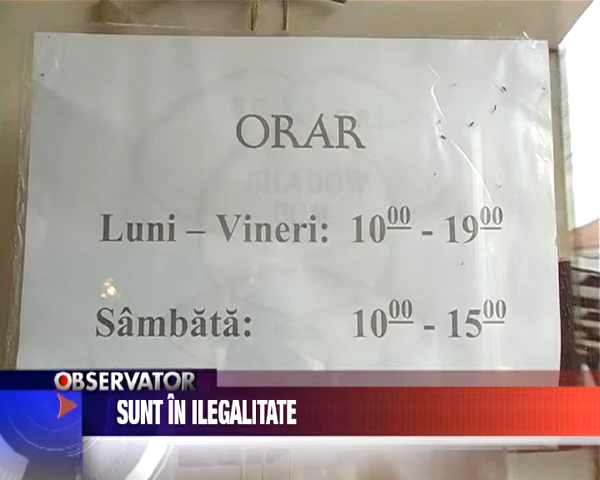 ORAR
Luni – Vineri: 10⁰⁰ - 19⁰⁰
Sâmbătă: 10⁰⁰ - 15⁰⁰
OBSERVATOR
SUNT ÎN ILEGALITATE